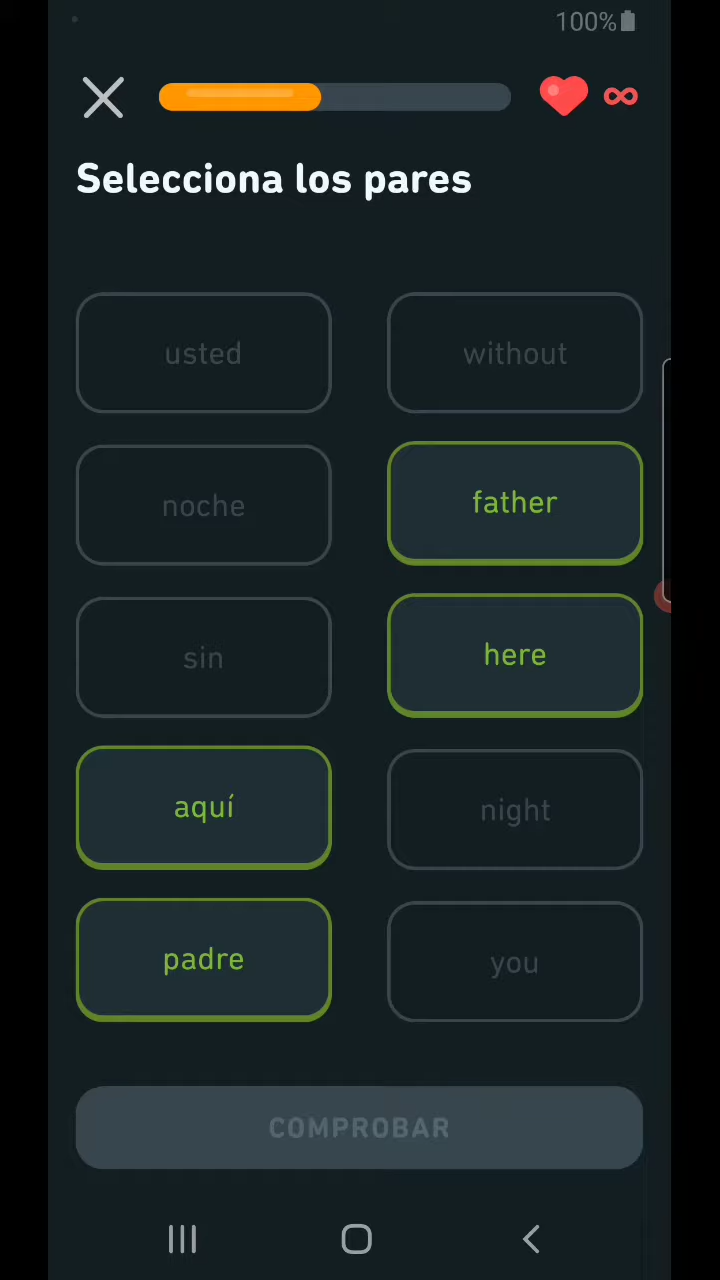 100%
Selecciona los pares
usted without
noche father
sin here
aquí night
padre you
COMPROBAR